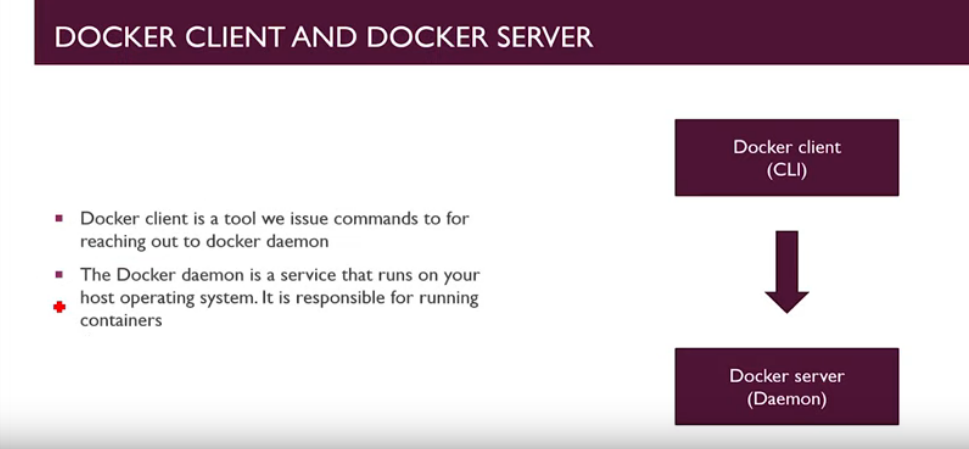 DOCKER CLIENT AND DOCKER SERVER
Docker client is a tool we issue commands to for
reaching out to docker daemon
The Docker daemon is a service that runs on your
host operating system. It is responsible for running
containers
Docker client
(CLI)
Docker server
(Daemon)